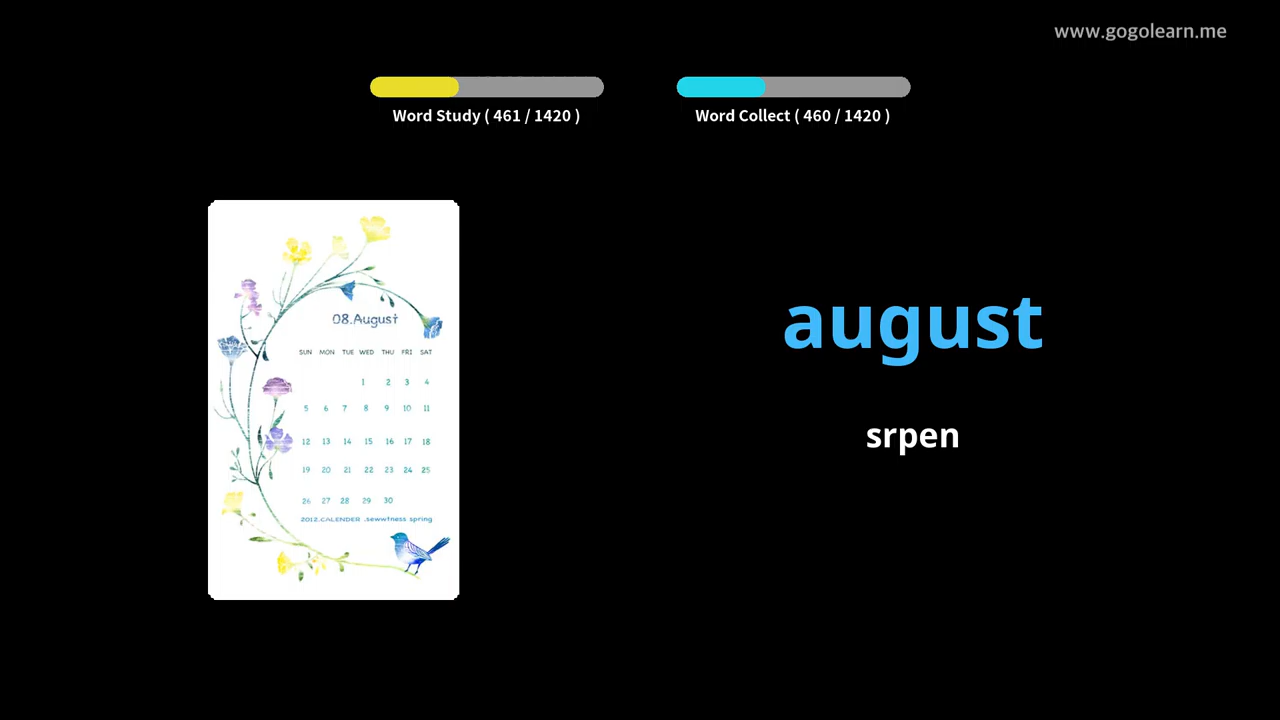 www.gogolearn.me
Word Study ( 461 / 1420 )
Word Collect ( 460 / 1420 )
08.August
SUN MON TUE WED THU FRI SAT
1 2 3 4
5 6 7 8 9 10 11
12 13 14 15 16 17 18
19 20 21 22 23 24 25
26 27 28 29 30
2012.CALENDER .sewwtness spring
august
srpen